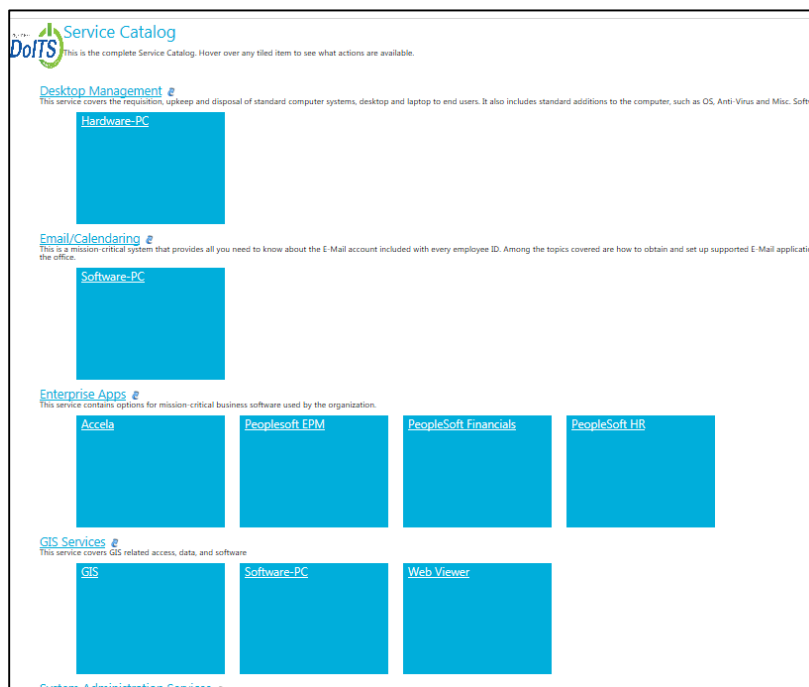 Service Catalog
DoITS
This is the complete Service Catalog. Hover over any tiled item to see what actions are available.
Desktop Management
This service covers the requisition, upkeep and disposal of standard computer systems, desktop and laptop to end users. It also includes standard additions to the computer, such as OS, Anti-Virus and Misc. Soft
Hardware-PC
Email/Calendaring
This is a mission-critical system that provides all you need to know about the E-Mail account included with every employee ID. Among the topics covered are how to obtain and set up supported E-Mail applicati
the office.
Software-PC
Enterprise Apps
This service contains options for mission-critical business software used by the organization.
Accela Peoplesoft EPM PeopleSoft Financials PeopleSoft HR
GIS Services
This service covers GIS related access, data, and software
GIS Software-PC Web Viewer
System Administration Services